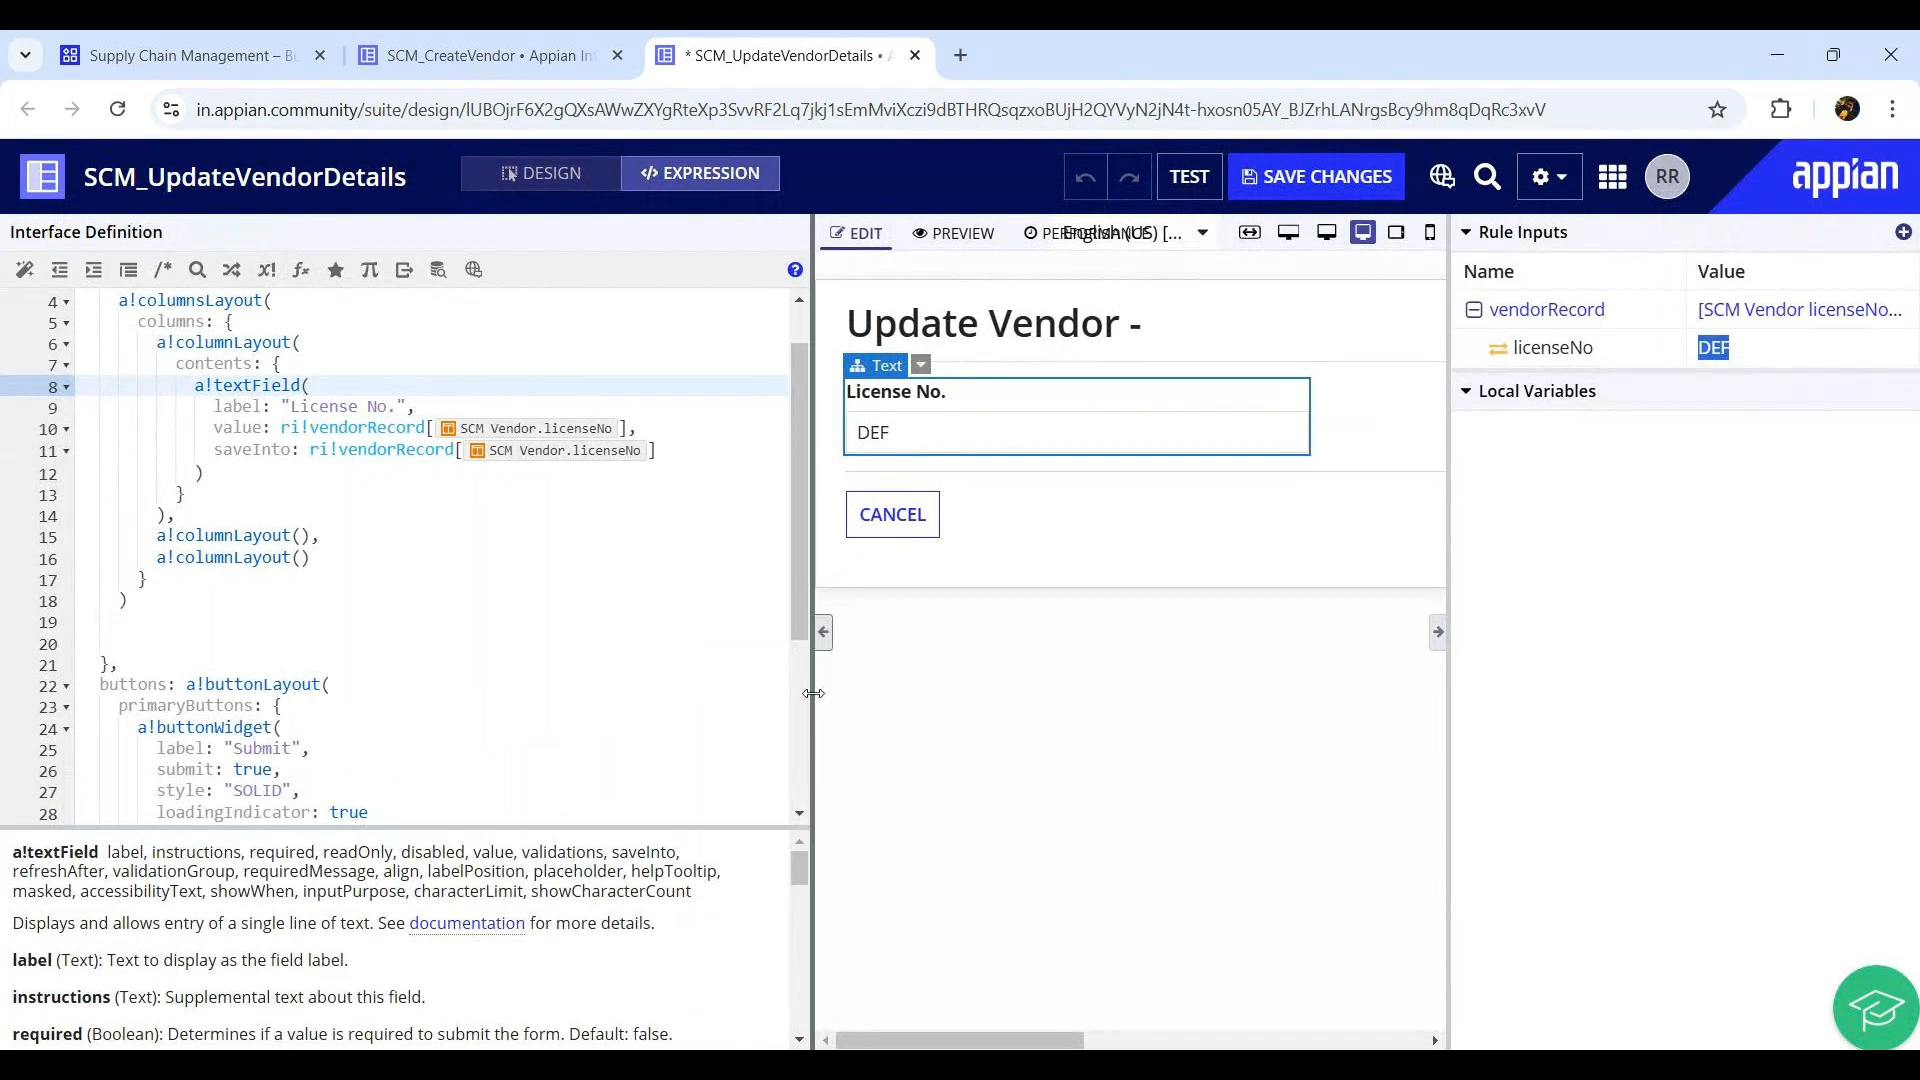 Supply Chain Management – B
SCM_CreateVendor • Appian In
* SCM_UpdateVendorDetails •
in.appian.community/suite/design/lUBOjrF6X2gQXsAWwZXYgRteXp3SvvRF2Lq7jkj1sEmMviXczi9dBTHRQsqzxoBUjH2QYVyN2jN4t-hxosn05AY_BJZrhLANrgsBcy9hm8qDqRc3xvV
SCM_UpdateVendorDetails
DESIGN
</> EXPRESSION
TEST
SAVE CHANGES
RR
appian
Interface Definition
EDIT
PREVIEW
English (US) [...
Rule Inputs
Name Value
vendorRecord [SCM Vendor licenseNo...
licenseNo DEF
Local Variables
4 a!columnsLayout(
5 columns: {
6 a!columnLayout(
7 contents: {
8 a!textField(
9 label: "License No.",
10 value: ri!vendorRecord[ SCM Vendor.licenseNo ],
11 saveInto: ri!vendorRecord[ SCM Vendor.licenseNo ]
12 )
13 }
14 ),
15 a!columnLayout(),
16 a!columnLayout()
17 }
18 )
19
20
21 },
22 buttons: a!buttonLayout(
23 primaryButtons: {
24 a!buttonWidget(
25 label: "Submit",
26 submit: true,
27 style: "SOLID",
28 loadingIndicator: true
Update Vendor -
Text
License No.
DEF
CANCEL
a!textField label, instructions, required, readOnly, disabled, value, validations, saveInto,
refreshAfter, validationGroup, requiredMessage, align, labelPosition, placeholder, helpTooltip,
masked, accessibilityText, showWhen, inputPurpose, characterLimit, showCharacterCount
Displays and allows entry of a single line of text. See documentation for more details.
label (Text): Text to display as the field label.
instructions (Text): Supplemental text about this field.
required (Boolean): Determines if a value is required to submit the form. Default: false.